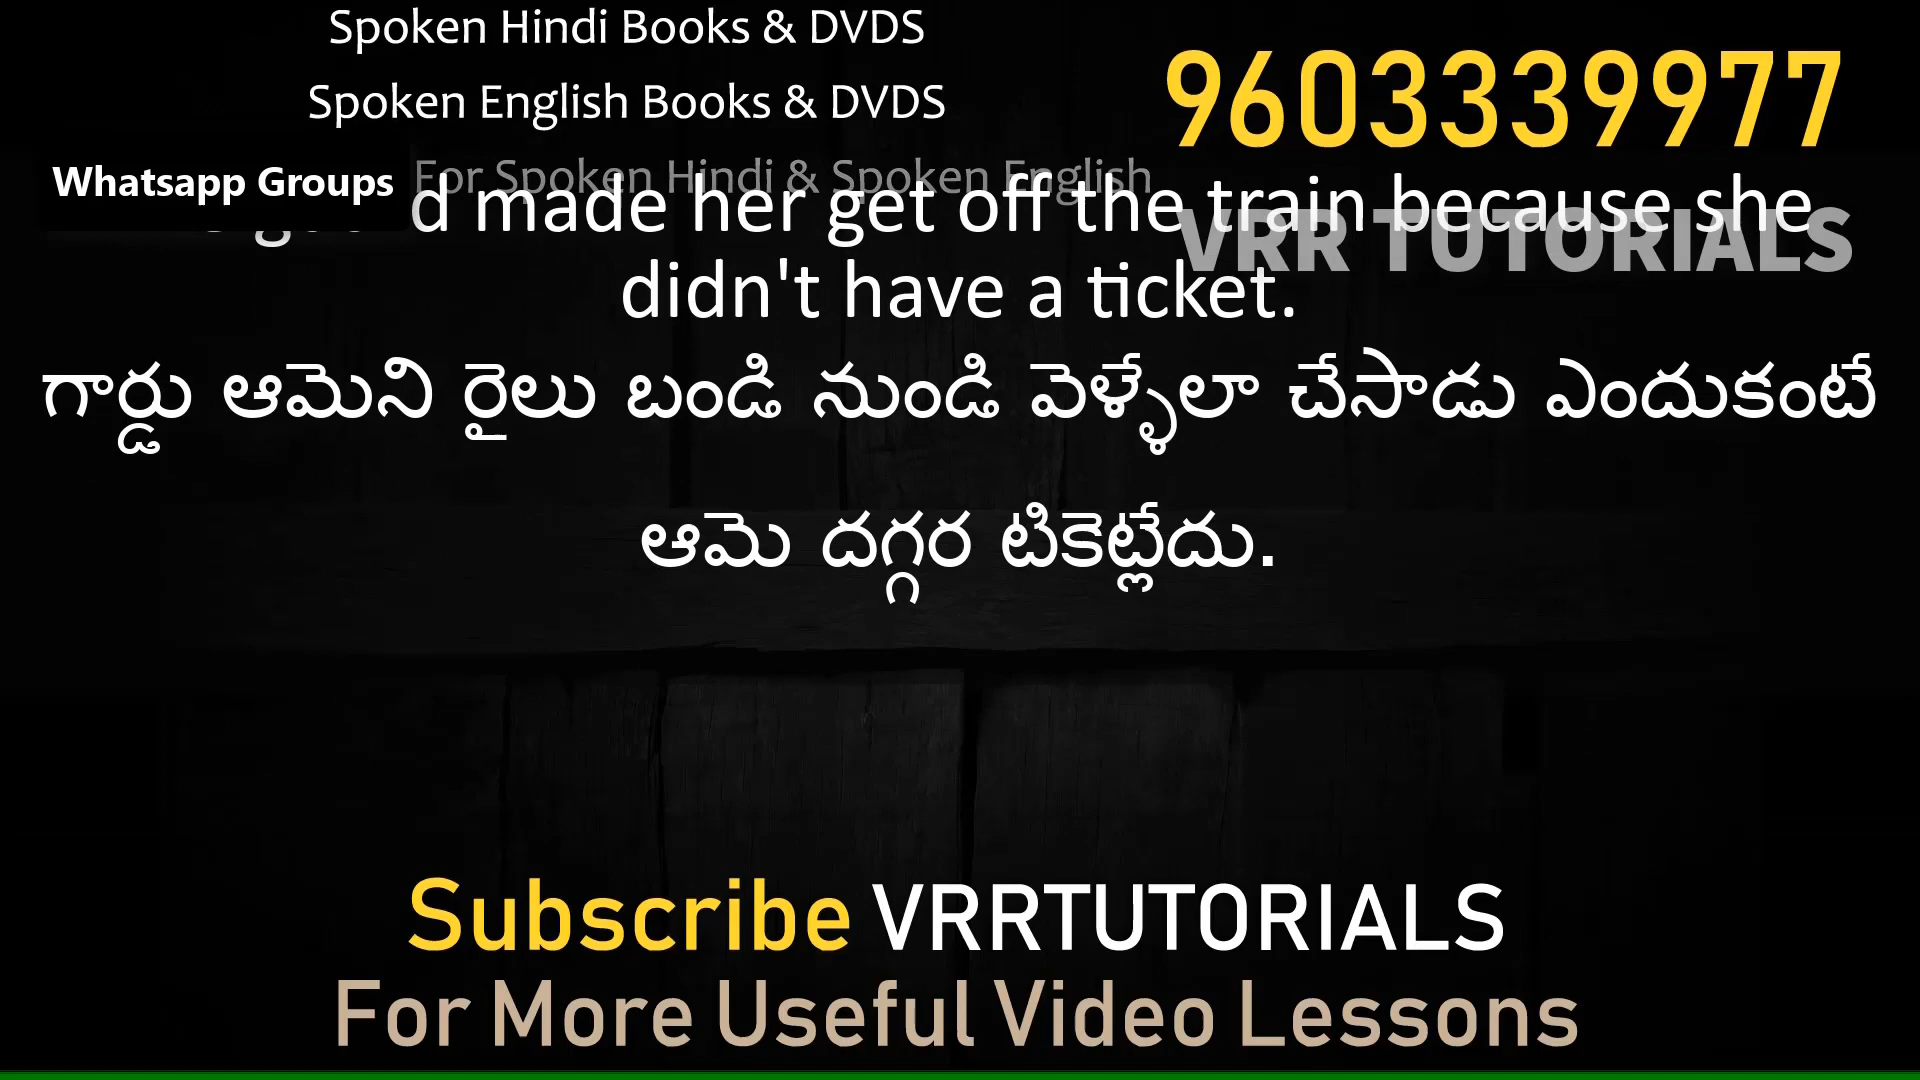 Spoken Hindi Books & DVDS
Spoken English Books & DVDS
9603339977
Whatsapp Groups For Spoken Hindi & Spoken English
made her get off the train because she
VRR TUTORIALS
didn't have a ticket.
గార్డు ఆమెని రైలు బండి నుండి వెళ్ళేలా చేసాడు ఎందుకంటే
ఆమె దగ్గర టికెట్లేదు.
Subscribe VRRTUTORIALS
For More Useful Video Lessons